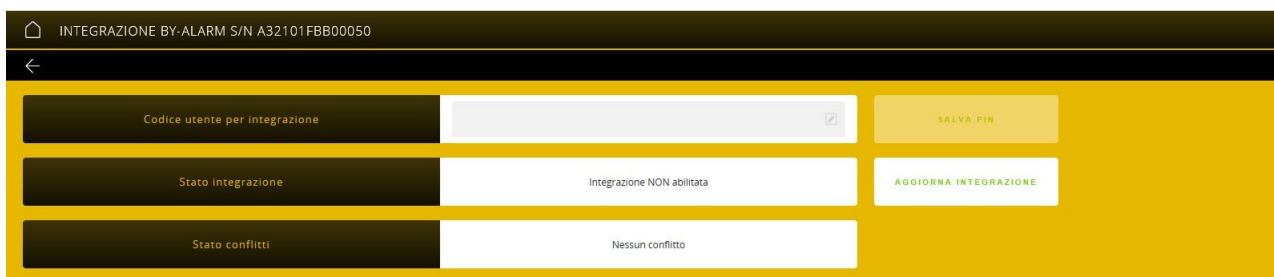 INTEGRAZIONE BY-ALARM S/N A32101FBB00050
Codice utente per integrazione
SALVA PIN
Stato integrazione
Integrazione NON abilitata
AGGIORNA INTEGRAZIONE
Stato conflitti
Nessun conflitto